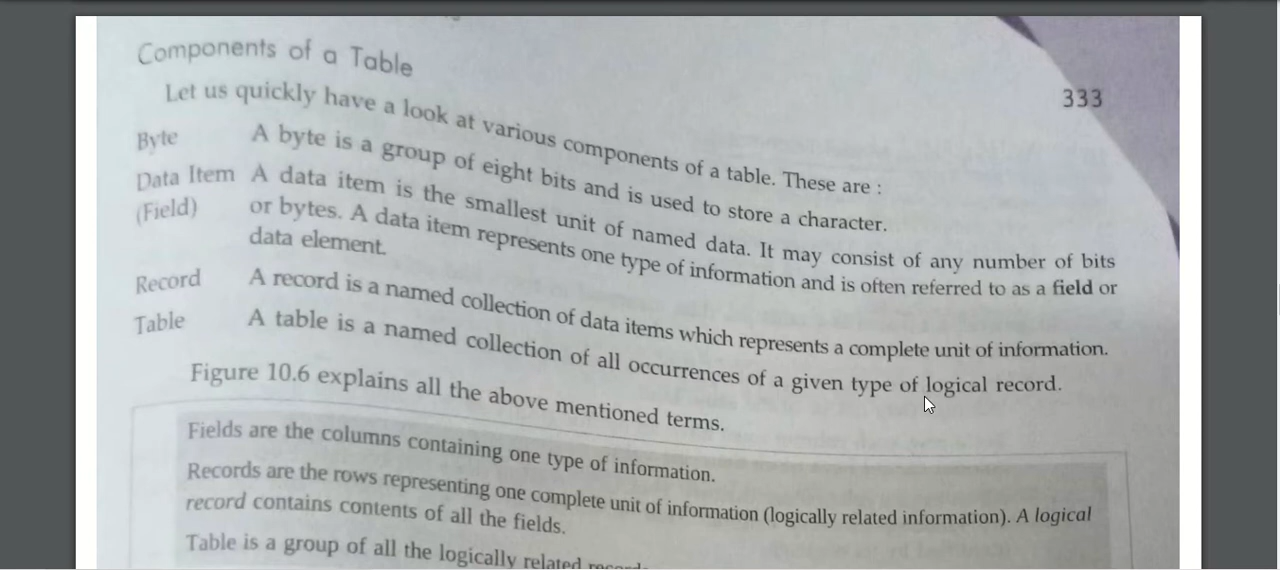 Components of a Table
333
Let us quickly have a look at various components of a table. These are :
Byte A byte is a group of eight bits and is used to store a character.
Data Item A data item is the smallest unit of named data. It may consist of any number of bits
(Field) or bytes. A data item represents one type of information and is often referred to as a field or
data element.
Record A record is a named collection of data items which represents a complete unit of information.
Table A table is a named collection of all occurrences of a given type of logical record.
Figure 10.6 explains all the above mentioned terms.
Fields are the columns containing one type of information.
Records are the rows representing one complete unit of information (logically related information). A logical
record contains contents of all the fields.
Table is a group of all the logically related